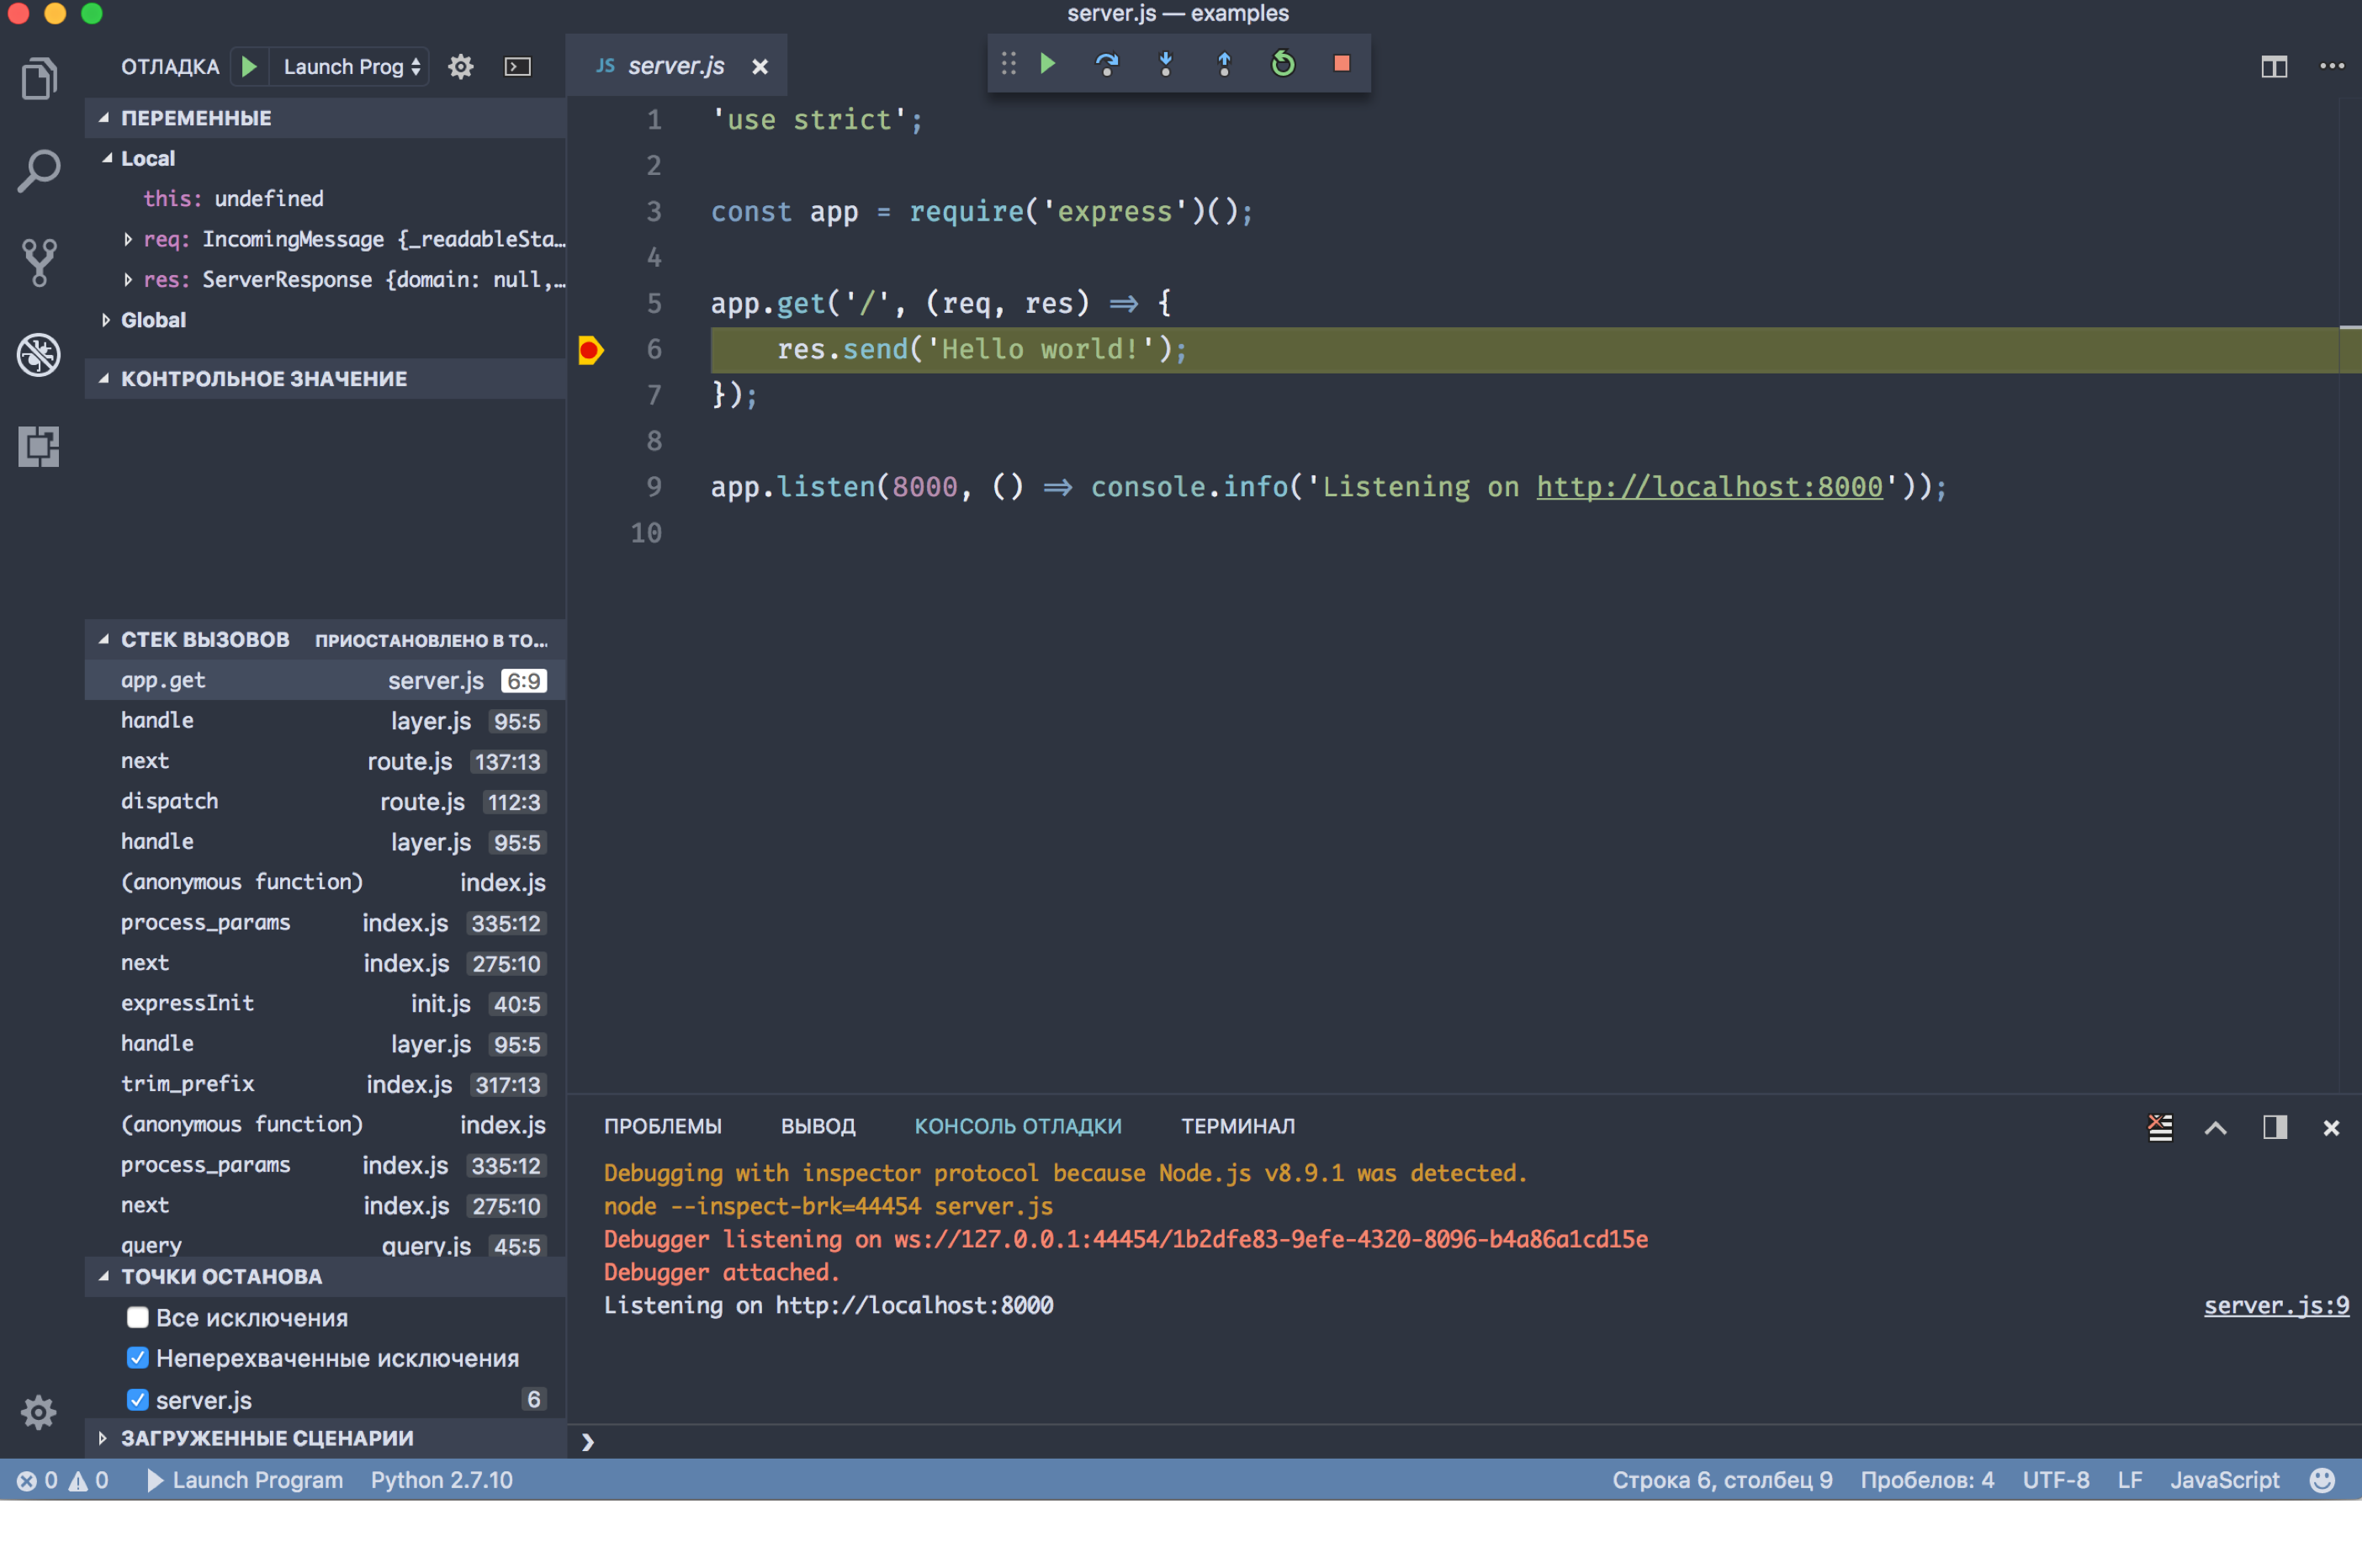 server.js — examples
ОТЛАДКА Launch Prog
JS server.js
ПЕРЕМЕННЫЕ
Local
this: undefined
req: IncomingMessage {_readableSta…
res: ServerResponse {domain: null,…
Global
КОНТРОЛЬНОЕ ЗНАЧЕНИЕ
СТЕК ВЫЗОВОВ ПРИОСТАНОВЛЕНО В ТО...
app.get server.js 6:9
handle layer.js 95:5
next route.js 137:13
dispatch route.js 112:3
handle layer.js 95:5
(anonymous function) index.js
process_params index.js 335:12
next index.js 275:10
expressInit init.js 40:5
handle layer.js 95:5
trim_prefix index.js 317:13
(anonymous function) index.js
process_params index.js 335:12
next index.js 275:10
query query.js 45:5
ТОЧКИ ОСТАНОВА
Все исключения
Неперехваченные исключения
server.js 6
ЗАГРУЖЕННЫЕ СЦЕНАРИИ
1 'use strict';
2
3 const app = require('express')();
4
5 app.get('/', (req, res) => {
6 res.send('Hello world!');
7 });
8
9 app.listen(8000, () => console.info('Listening on http://localhost:8000'));
10
ПРОБЛЕМЫ ВЫВОД КОНСОЛЬ ОТЛАДКИ ТЕРМИНАЛ
Debugging with inspector protocol because Node.js v8.9.1 was detected.
node --inspect-brk=44454 server.js
Debugger listening on ws://127.0.0.1:44454/1b2dfe83-9efe-4320-8096-b4a86a1cd15e
Debugger attached.
Listening on http://localhost:8000 server.js:9
0 0 Launch Program Python 2.7.10 Строка 6, столбец 9 Пробелов: 4 UTF-8 LF JavaScript